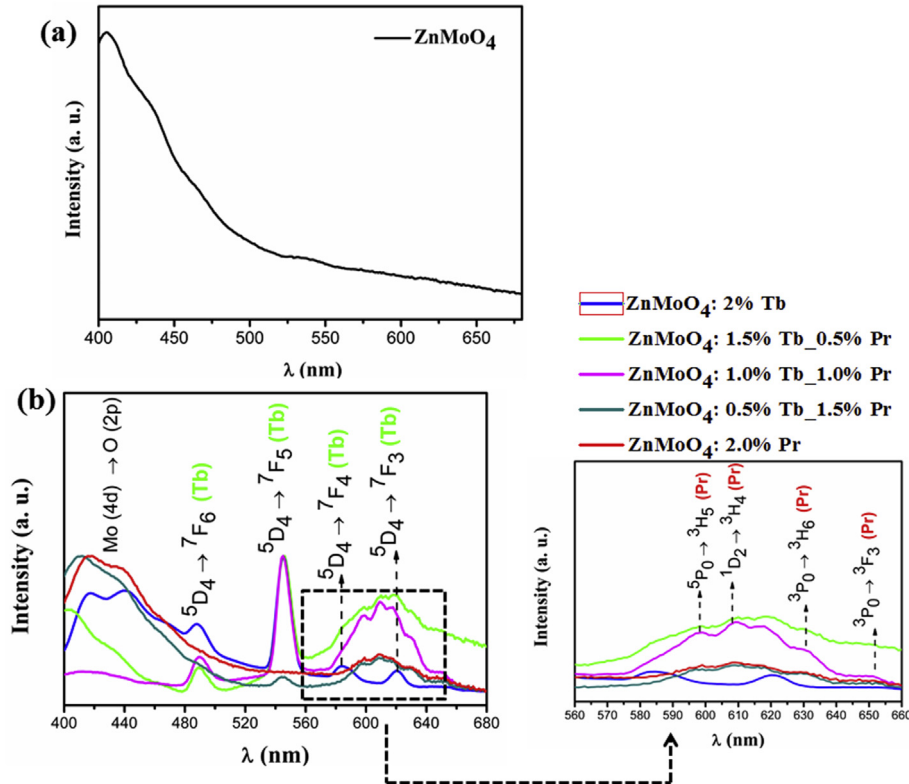 (a)
ZnMoO₄
Intensity (a. u.)
400 450 500 550 600 650
λ (nm)
ZnMoO₄: 2% Tb
ZnMoO₄: 1.5% Tb_0.5% Pr
ZnMoO₄: 1.0% Tb_1.0% Pr
ZnMoO₄: 0.5% Tb_1.5% Pr
ZnMoO₄: 2.0% Pr
(b)
Mo (4d) → O (2p)
⁵D₄ → ⁷F₆ (Tb)
⁵D₄ → ⁷F₅ (Tb)
⁵D₄ → ⁷F₄ (Tb)
⁵D₄ → ⁷F₃ (Tb)
Intensity (a. u.)
400 440 480 520 560 600 640 680
λ (nm)
⁵P₀ → ³H₅ (Pr)
¹D₂ → ³H₄ (Pr)
³P₀ → ³H₆ (Pr)
³P₀ → ³F₃ (Pr)
Intensity (a. u.)
560 570 580 590 600 610 620 630 640 650 660
λ (nm)